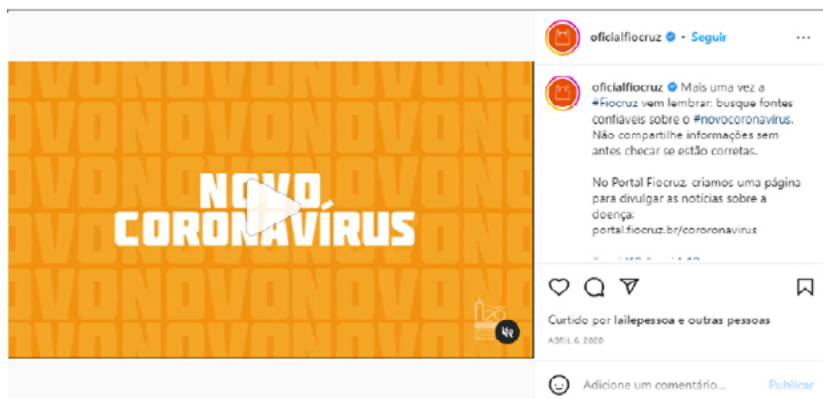 oficialfiocruz • Seguir
oficialfiocruz Mais uma vez a
#Fiocruz vem lembrar: busque fontes
confiáveis sobre o #novocoronavírus.
Não compartilhe informações sem
antes checar se estão corretas.
No Portal Fiocruz, criamos uma página
para divulgar as notícias sobre a
doença:
portal.fiocruz.br/cororonavirus
NOVO
CORONAVÍRUS
120
Curtido por lailepessoa e outras pessoas
ABRIL 6, 2020
Adicione um comentário...
Publicar